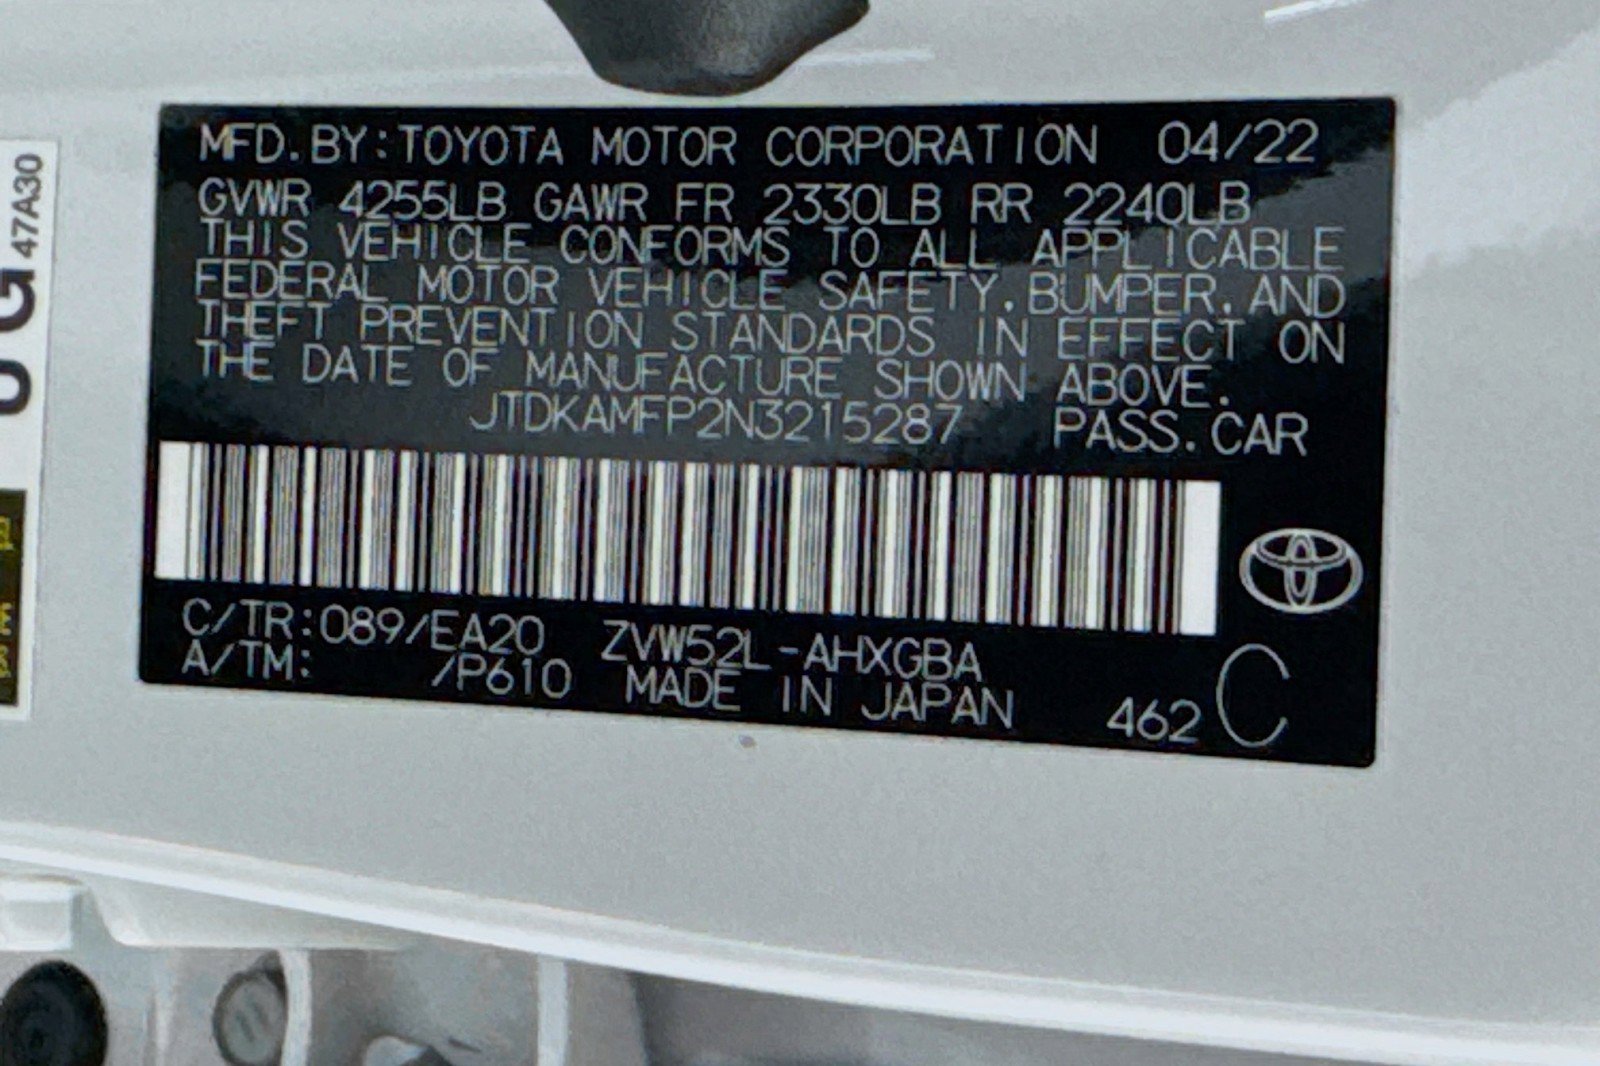 MFD. BY: TOYOTA MOTOR CORPORATION 04/22
GVWR 4255LB GAWR FR 2330LB RR 2240LB
THIS VEHICLE CONFORMS TO ALL APPLICABLE
FEDERAL MOTOR VEHICLE SAFETY, BUMPER, AND
THEFT PREVENTION STANDARDS IN EFFECT ON
THE DATE OF MANUFACTURE SHOWN ABOVE.
JTDKAMFP2N3215287 PASS. CAR
C/TR: 089/EA20 ZVW52L-AHXGBA
A/TM: /P610 MADE IN JAPAN 462 C
47A30